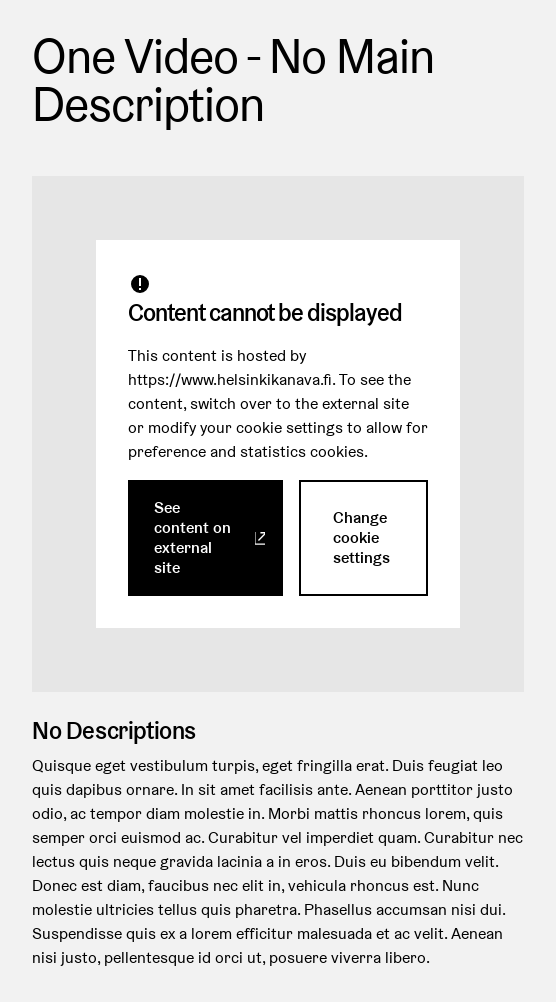 One Video - No Main
Description
Content cannot be displayed
This content is hosted by
https://www.helsinkikanava.fi. To see the
content, switch over to the external site
or modify your cookie settings to allow for
preference and statistics cookies.
See
content on
external
site
Change
cookie
settings
No Descriptions
Quisque eget vestibulum turpis, eget fringilla erat. Duis feugiat leo
quis dapibus ornare. In sit amet facilisis ante. Aenean porttitor justo
odio, ac tempor diam molestie in. Morbi mattis rhoncus lorem, quis
semper orci euismod ac. Curabitur vel imperdiet quam. Curabitur nec
lectus quis neque gravida lacinia a in eros. Duis eu bibendum velit.
Donec est diam, faucibus nec elit in, vehicula rhoncus est. Nunc
molestie ultricies tellus quis pharetra. Phasellus accumsan nisi dui.
Suspendisse quis ex a lorem efficitur malesuada et ac velit. Aenean
nisi justo, pellentesque id orci ut, posuere viverra libero.